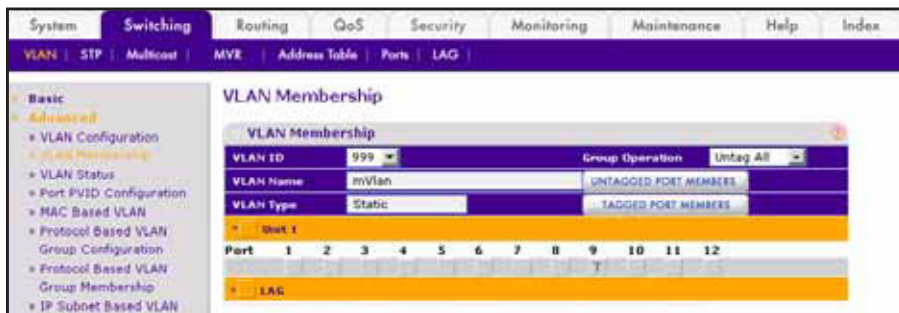 System Switching Routing QoS Security Monitoring Maintenance Help Index
VLAN | STP | Multicast | MVR | Address Table | Ports | LAG |
Basic
Advanced
» VLAN Configuration
» VLAN Membership
» VLAN Status
» Port PVID Configuration
» MAC Based VLAN
» Protocol Based VLAN
Group Configuration
» Protocol Based VLAN
Group Membership
» IP Subnet Based VLAN
VLAN Membership
VLAN Membership
VLAN ID 999 Group Operation Untag All
VLAN Name mVlan UNTAGGED PORT MEMBERS
VLAN Type Static TAGGED PORT MEMBERS
Unit 1
Port 1 2 3 4 5 6 7 8 9 10 11 12
T
LAG